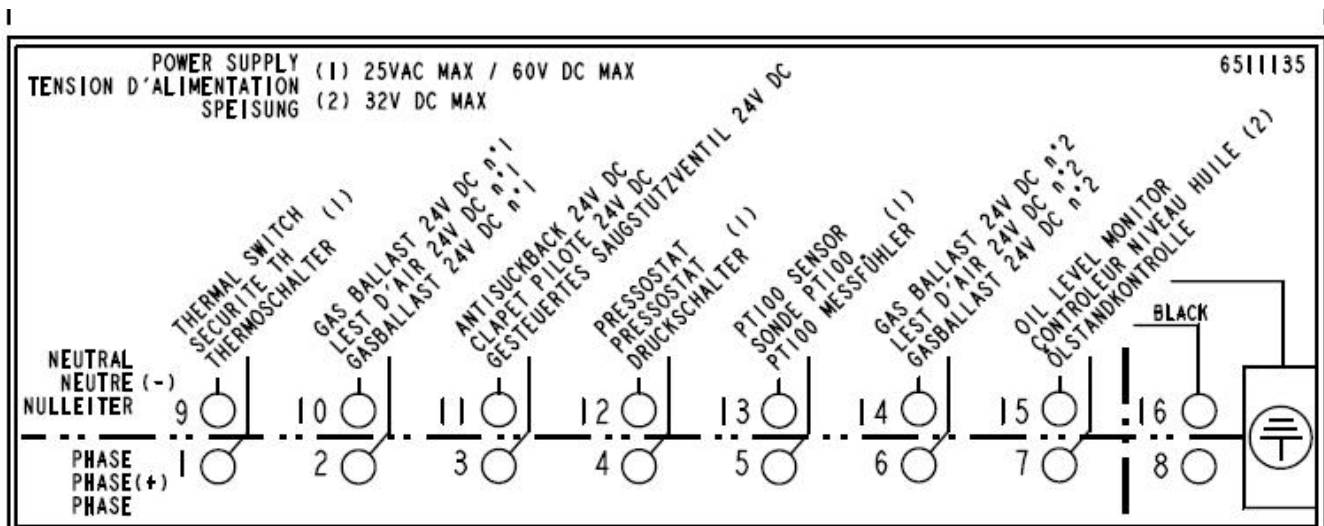 POWER SUPPLY
TENSION D'ALIMENTATION
SPEISUNG
(1) 25VAC MAX / 60V DC MAX
(2) 32V DC MAX
6511135
THERMAL SWITCH
SECURITE TH (1)
THERMOSCHALTER
GAS BALLAST 24V DC n°1
LEST D'AIR 24V DC n°1
GASBALLAST 24V DC n°1
ANTISUCKBACK 24V DC
CLAPET PILOTE 24V DC
GESTEUERTES SAUGSTUTZVENTIL 24V DC
PRESSOSTAT
PRESSOSTAT (1)
DRUCKSCHALTER
PT100 SENSOR
SONDE PT100 (1)
PT100 MESSFÜHLER
GAS BALLAST 24V DC n°2
LEST D'AIR 24V DC n°2
GASBALLAST 24V DC n°2
OIL LEVEL MONITOR
CONTROLEUR NIVEAU HUILE (2)
ÖLSTANDKONTROLLE
BLACK
NEUTRAL
NEUTRE (-)
NULLEITER
9 10 11 12 13 14 15 16
PHASE
PHASE(+)
PHASE
1 2 3 4 5 6 7 8